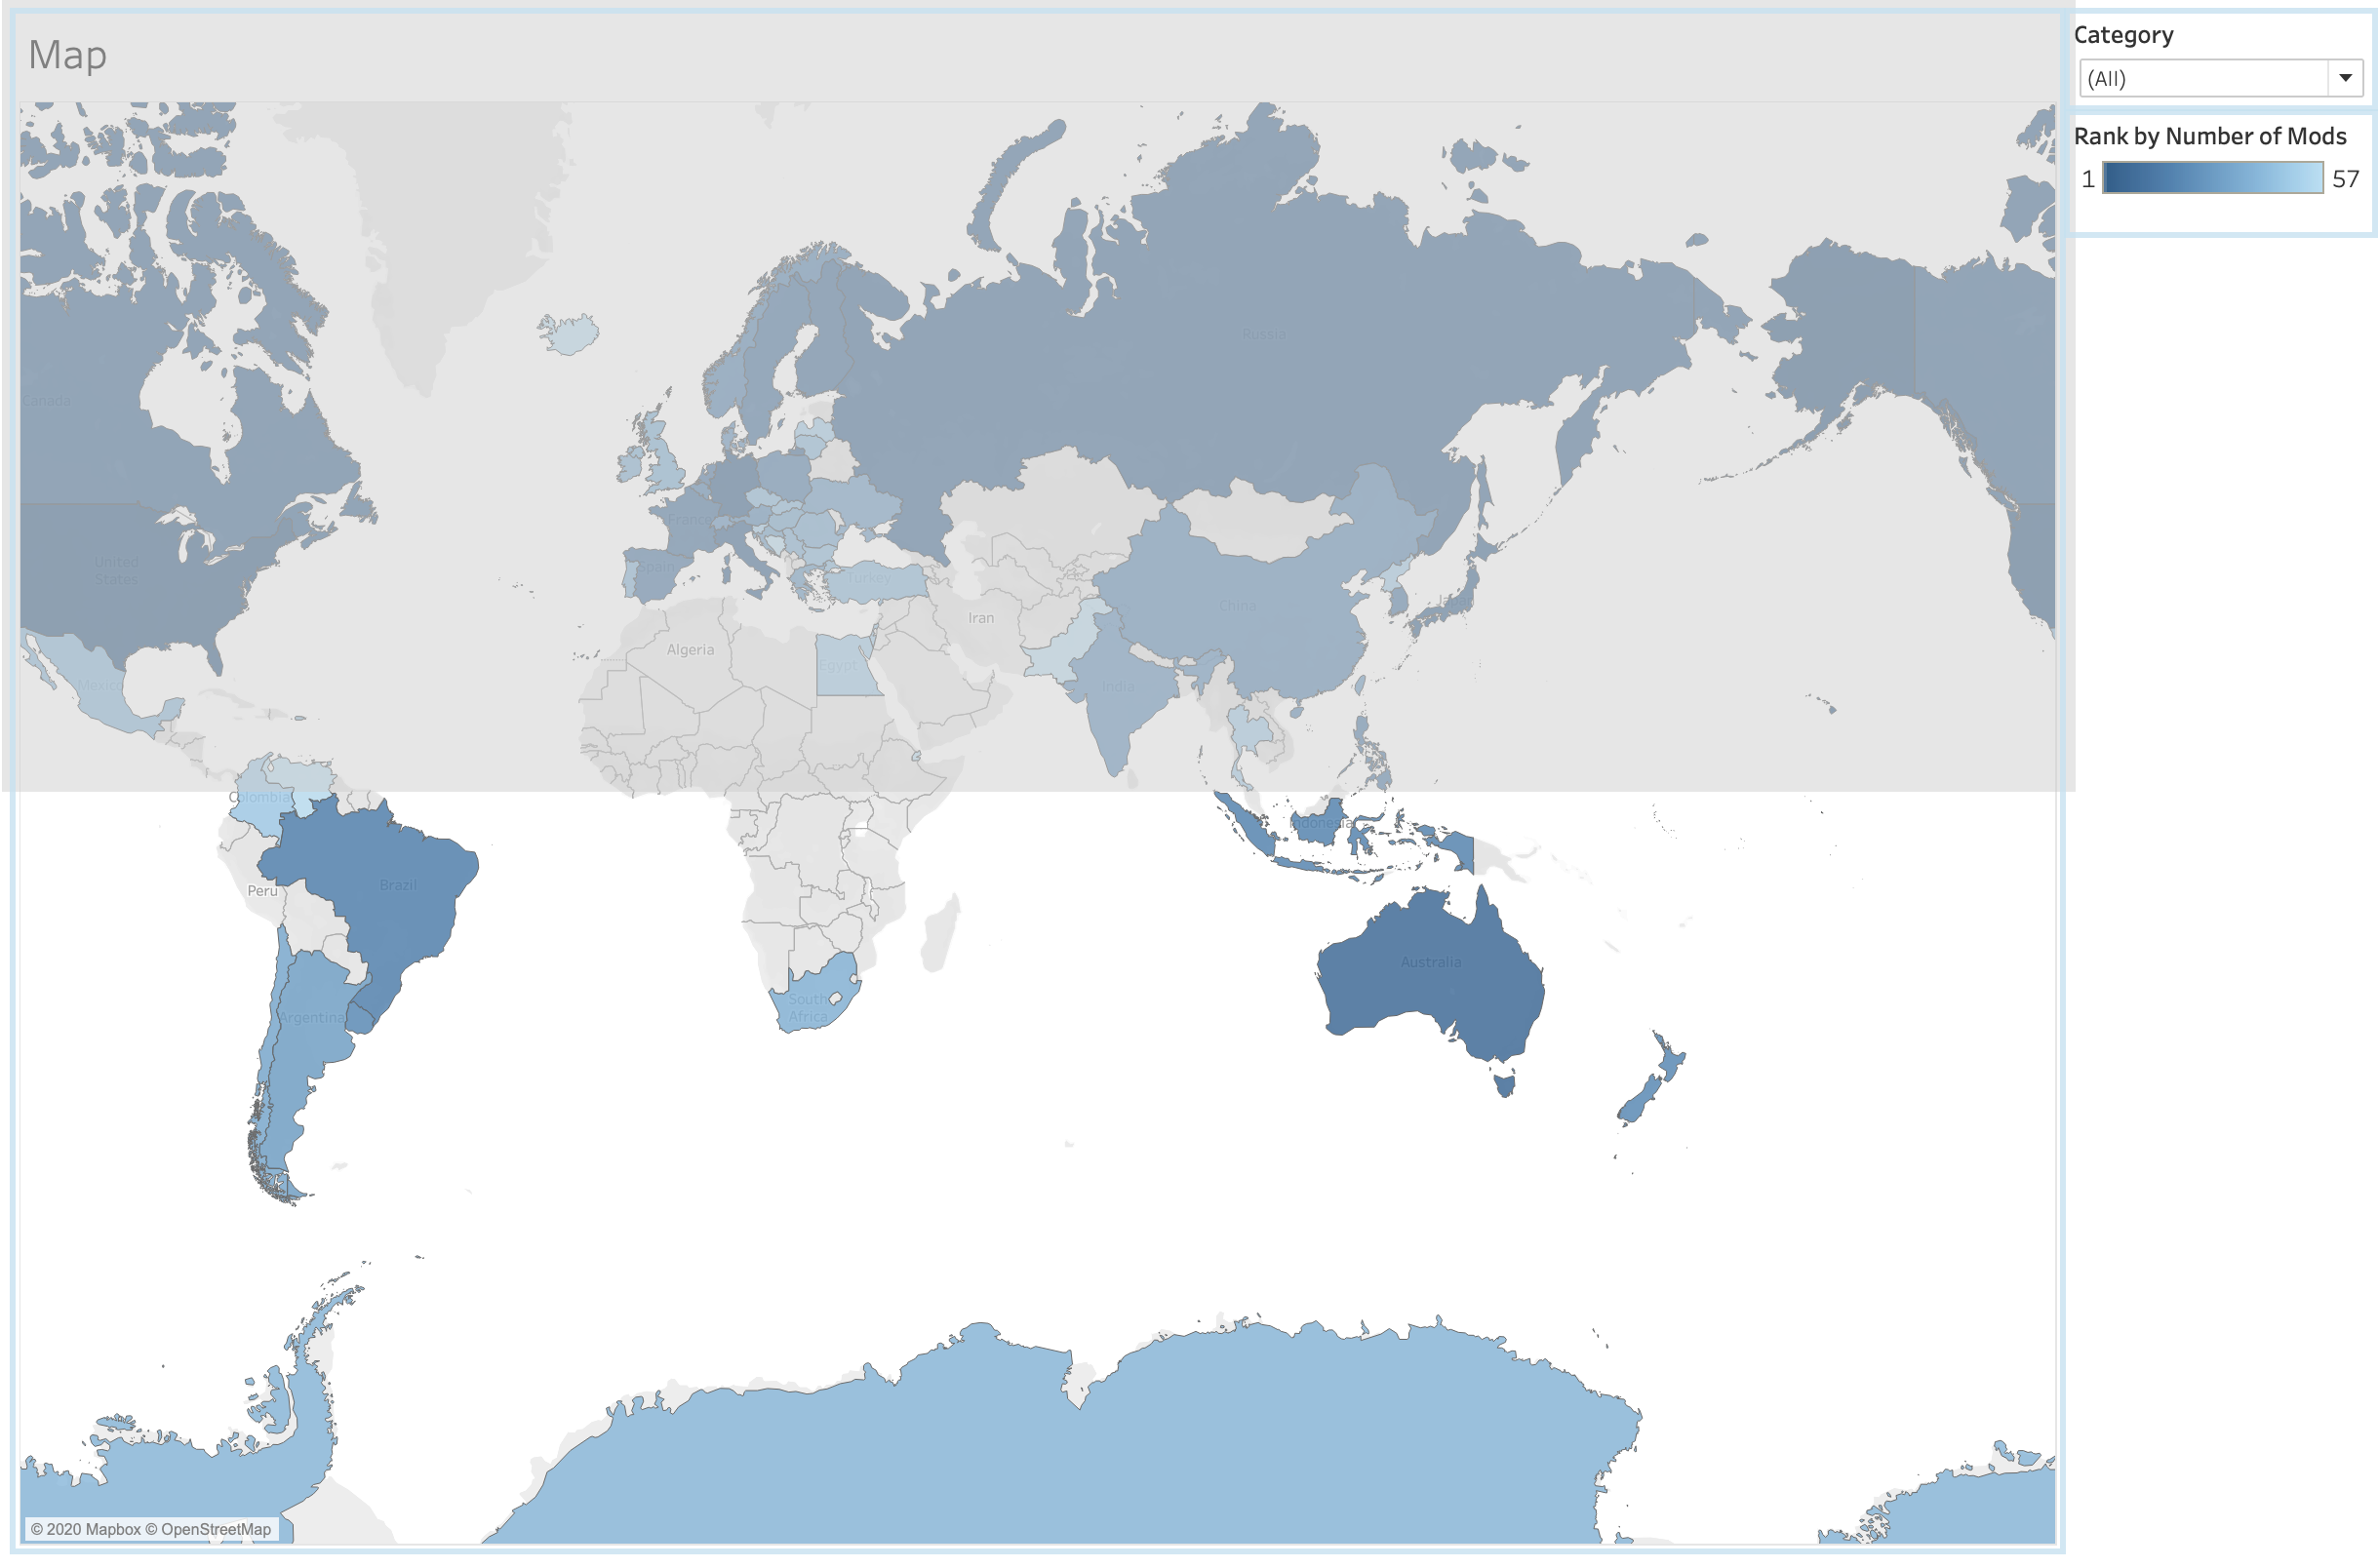 Map
Category
(All)
Rank by Number of Mods
1
57
Russia
Canada
France
United
States
Spain
Turkey
China
Iran
Algeria
Egypt
India
Mexico
Colombia
Indonesia
Brazil
Peru
Australia
South
Africa
Argentina
© 2020 Mapbox © OpenStreetMap